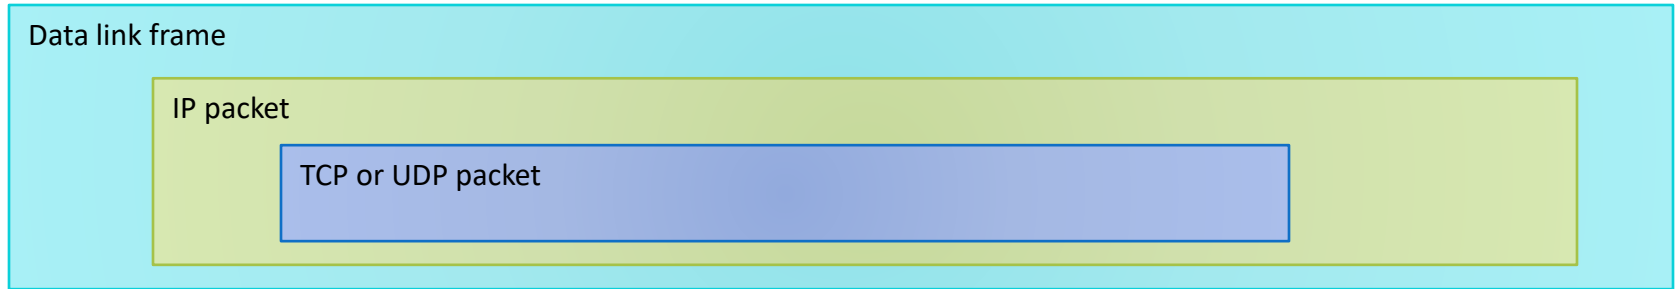 Data link frame
IP packet
TCP or UDP packet